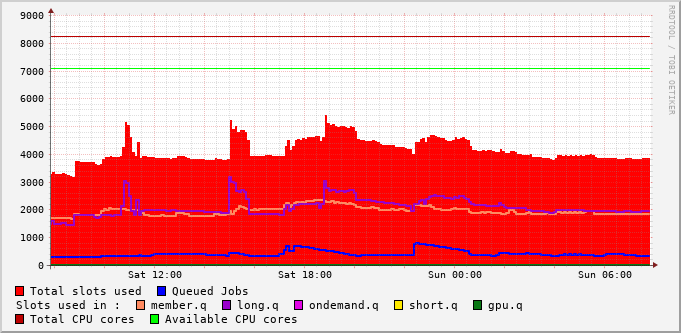 9000
8000
7000
6000
5000
4000
3000
2000
1000
0
Sat 12:00 Sat 18:00 Sun 00:00 Sun 06:00
RRDTOOL / TOBI OETIKER
Total slots used Queued Jobs
Slots used in : member.q long.q ondemand.q short.q gpu.q
Total CPU cores Available CPU cores